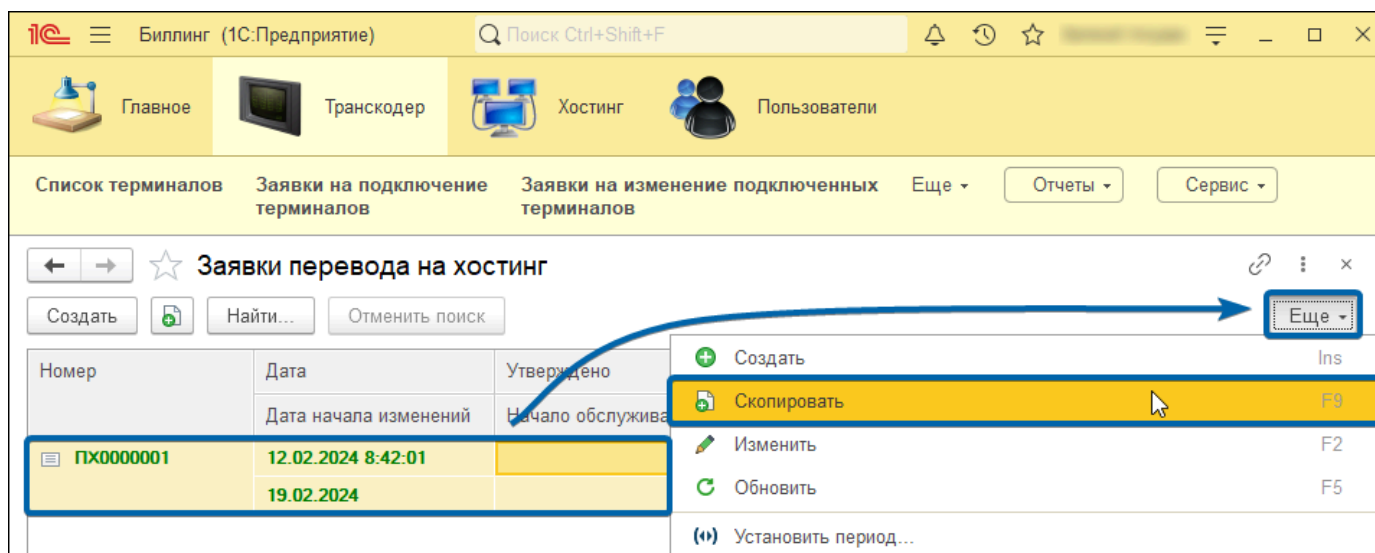 1С Биллинг (1С:Предприятие) Поиск Ctrl+Shift+F
Главное Транскодер Хостинг Пользователи
Список терминалов Заявки на подключение терминалов Заявки на изменение подключенных терминалов Еще Отчеты Сервис
Заявки перевода на хостинг
Создать Найти... Отменить поиск Еще
Номер Дата Утверждено
Дата начала изменений Начало обслужива
Создать Ins
Скопировать F9
Изменить F2
Обновить F5
Установить период...
ПХ0000001 12.02.2024 8:42:01
19.02.2024